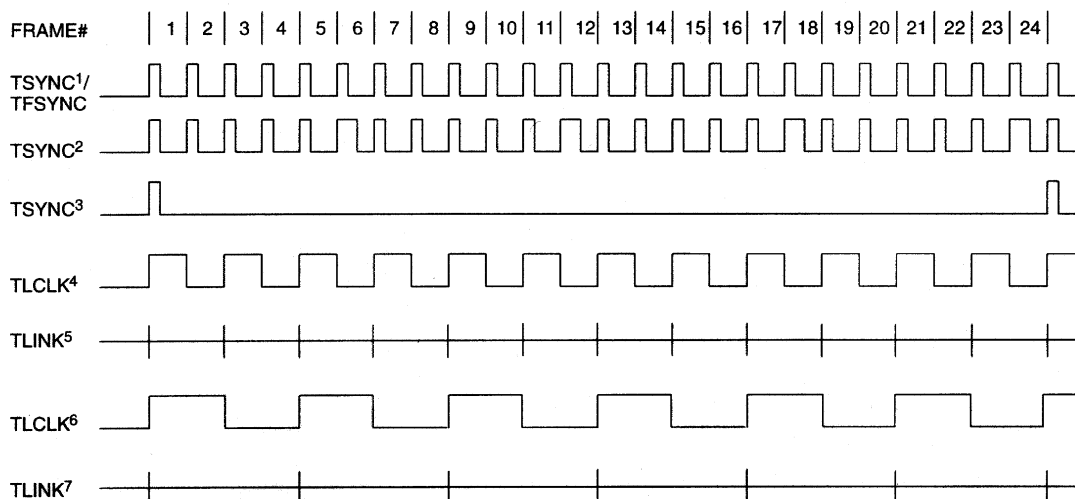 FRAME# 1 2 3 4 5 6 7 8 9 10 11 12 13 14 15 16 17 18 19 20 21 22 23 24
TSYNC¹/
TFSYNC
TSYNC²
TSYNC³
TLCLK⁴
TLINK⁵
TLCLK⁶
TLINK⁷